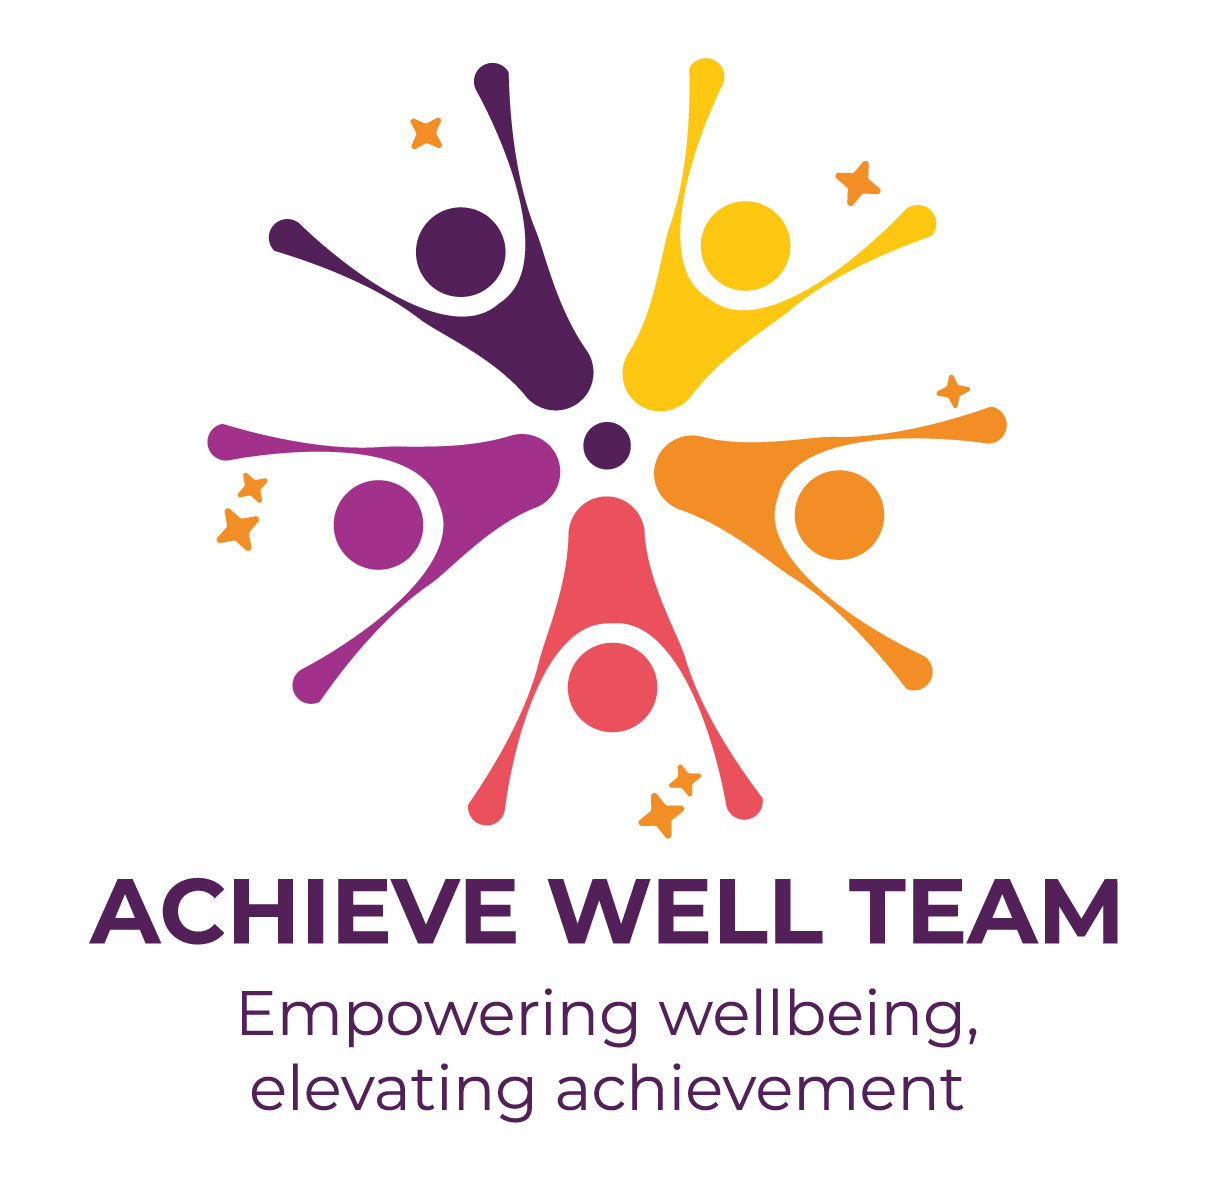 ACHIEVE WELL TEAM
Empowering wellbeing,
elevating achievement